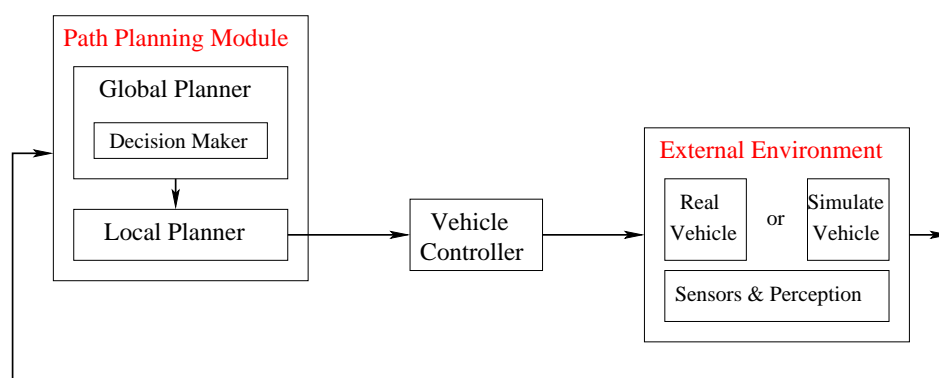 Path Planning Module
Global Planner
Decision Maker
Local Planner
Vehicle
Controller
External Environment
Real
Vehicle
or
Simulate
Vehicle
Sensors & Perception